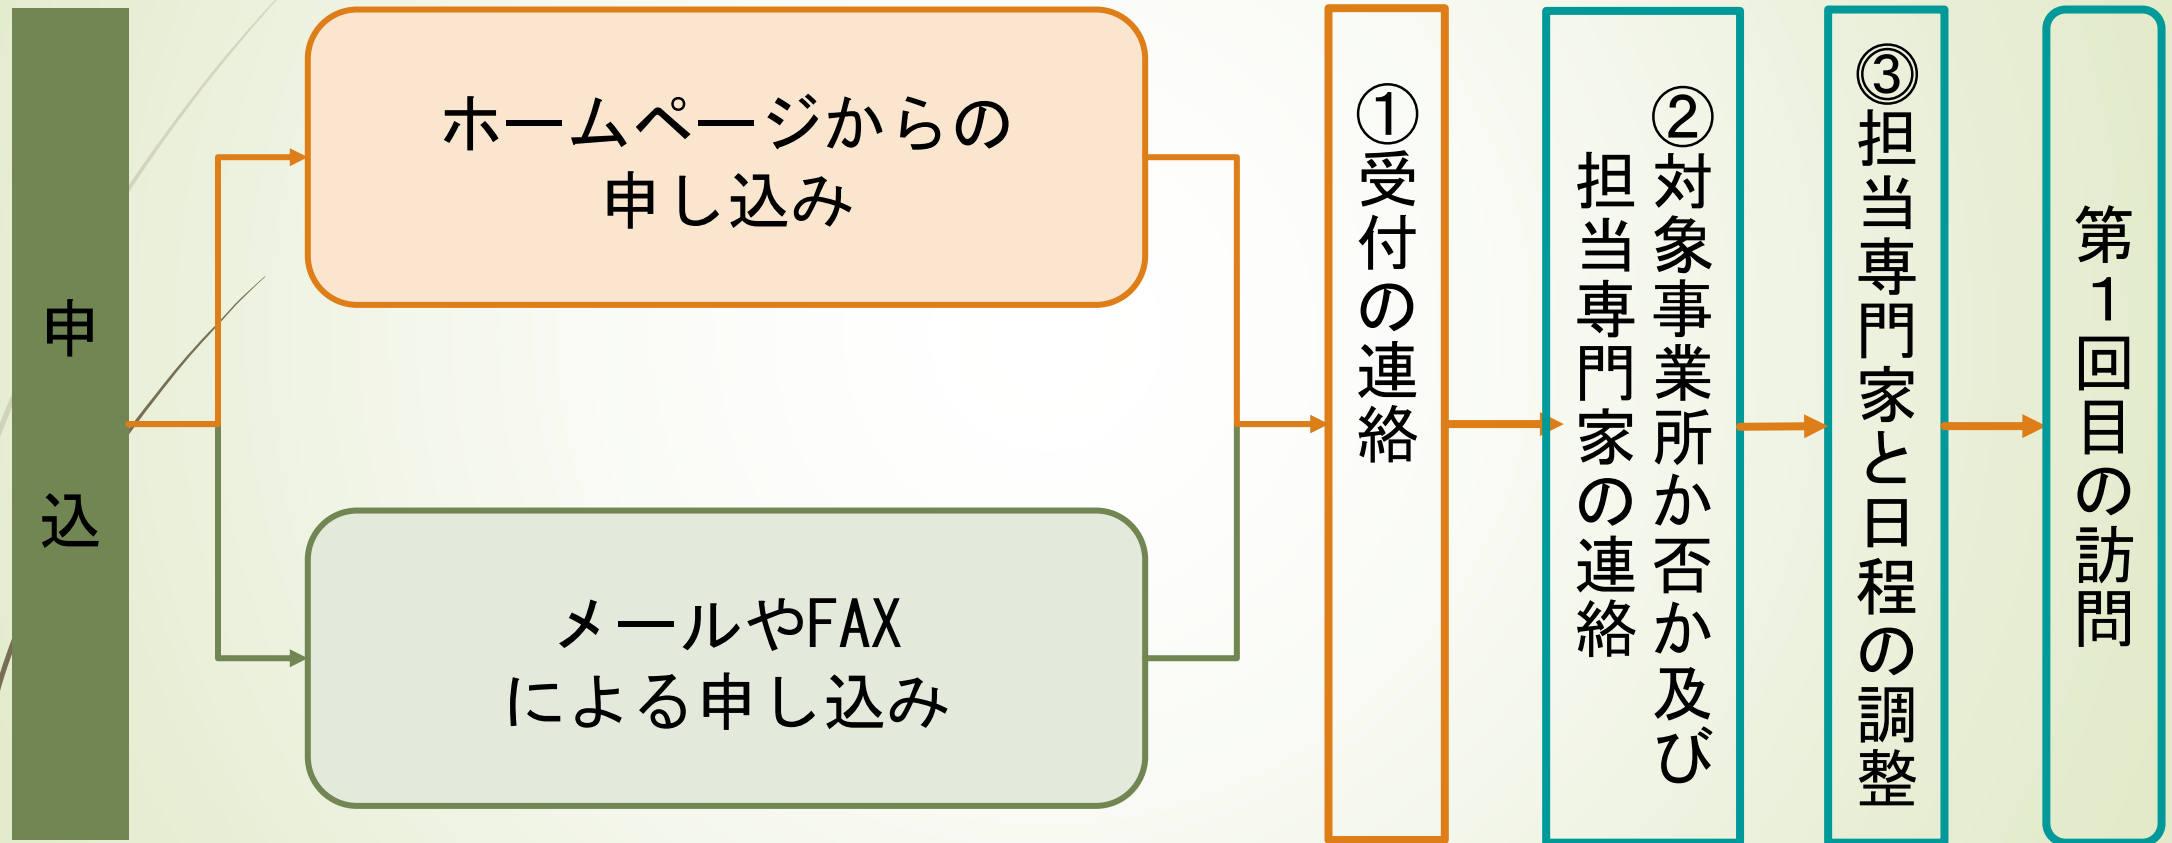 申込
ホームページからの
申し込み
メールやFAX
による申し込み
①受付の連絡
②対象事業所か否か及び
担当専門家の連絡
③担当専門家と日程の調整
第１回目の訪問